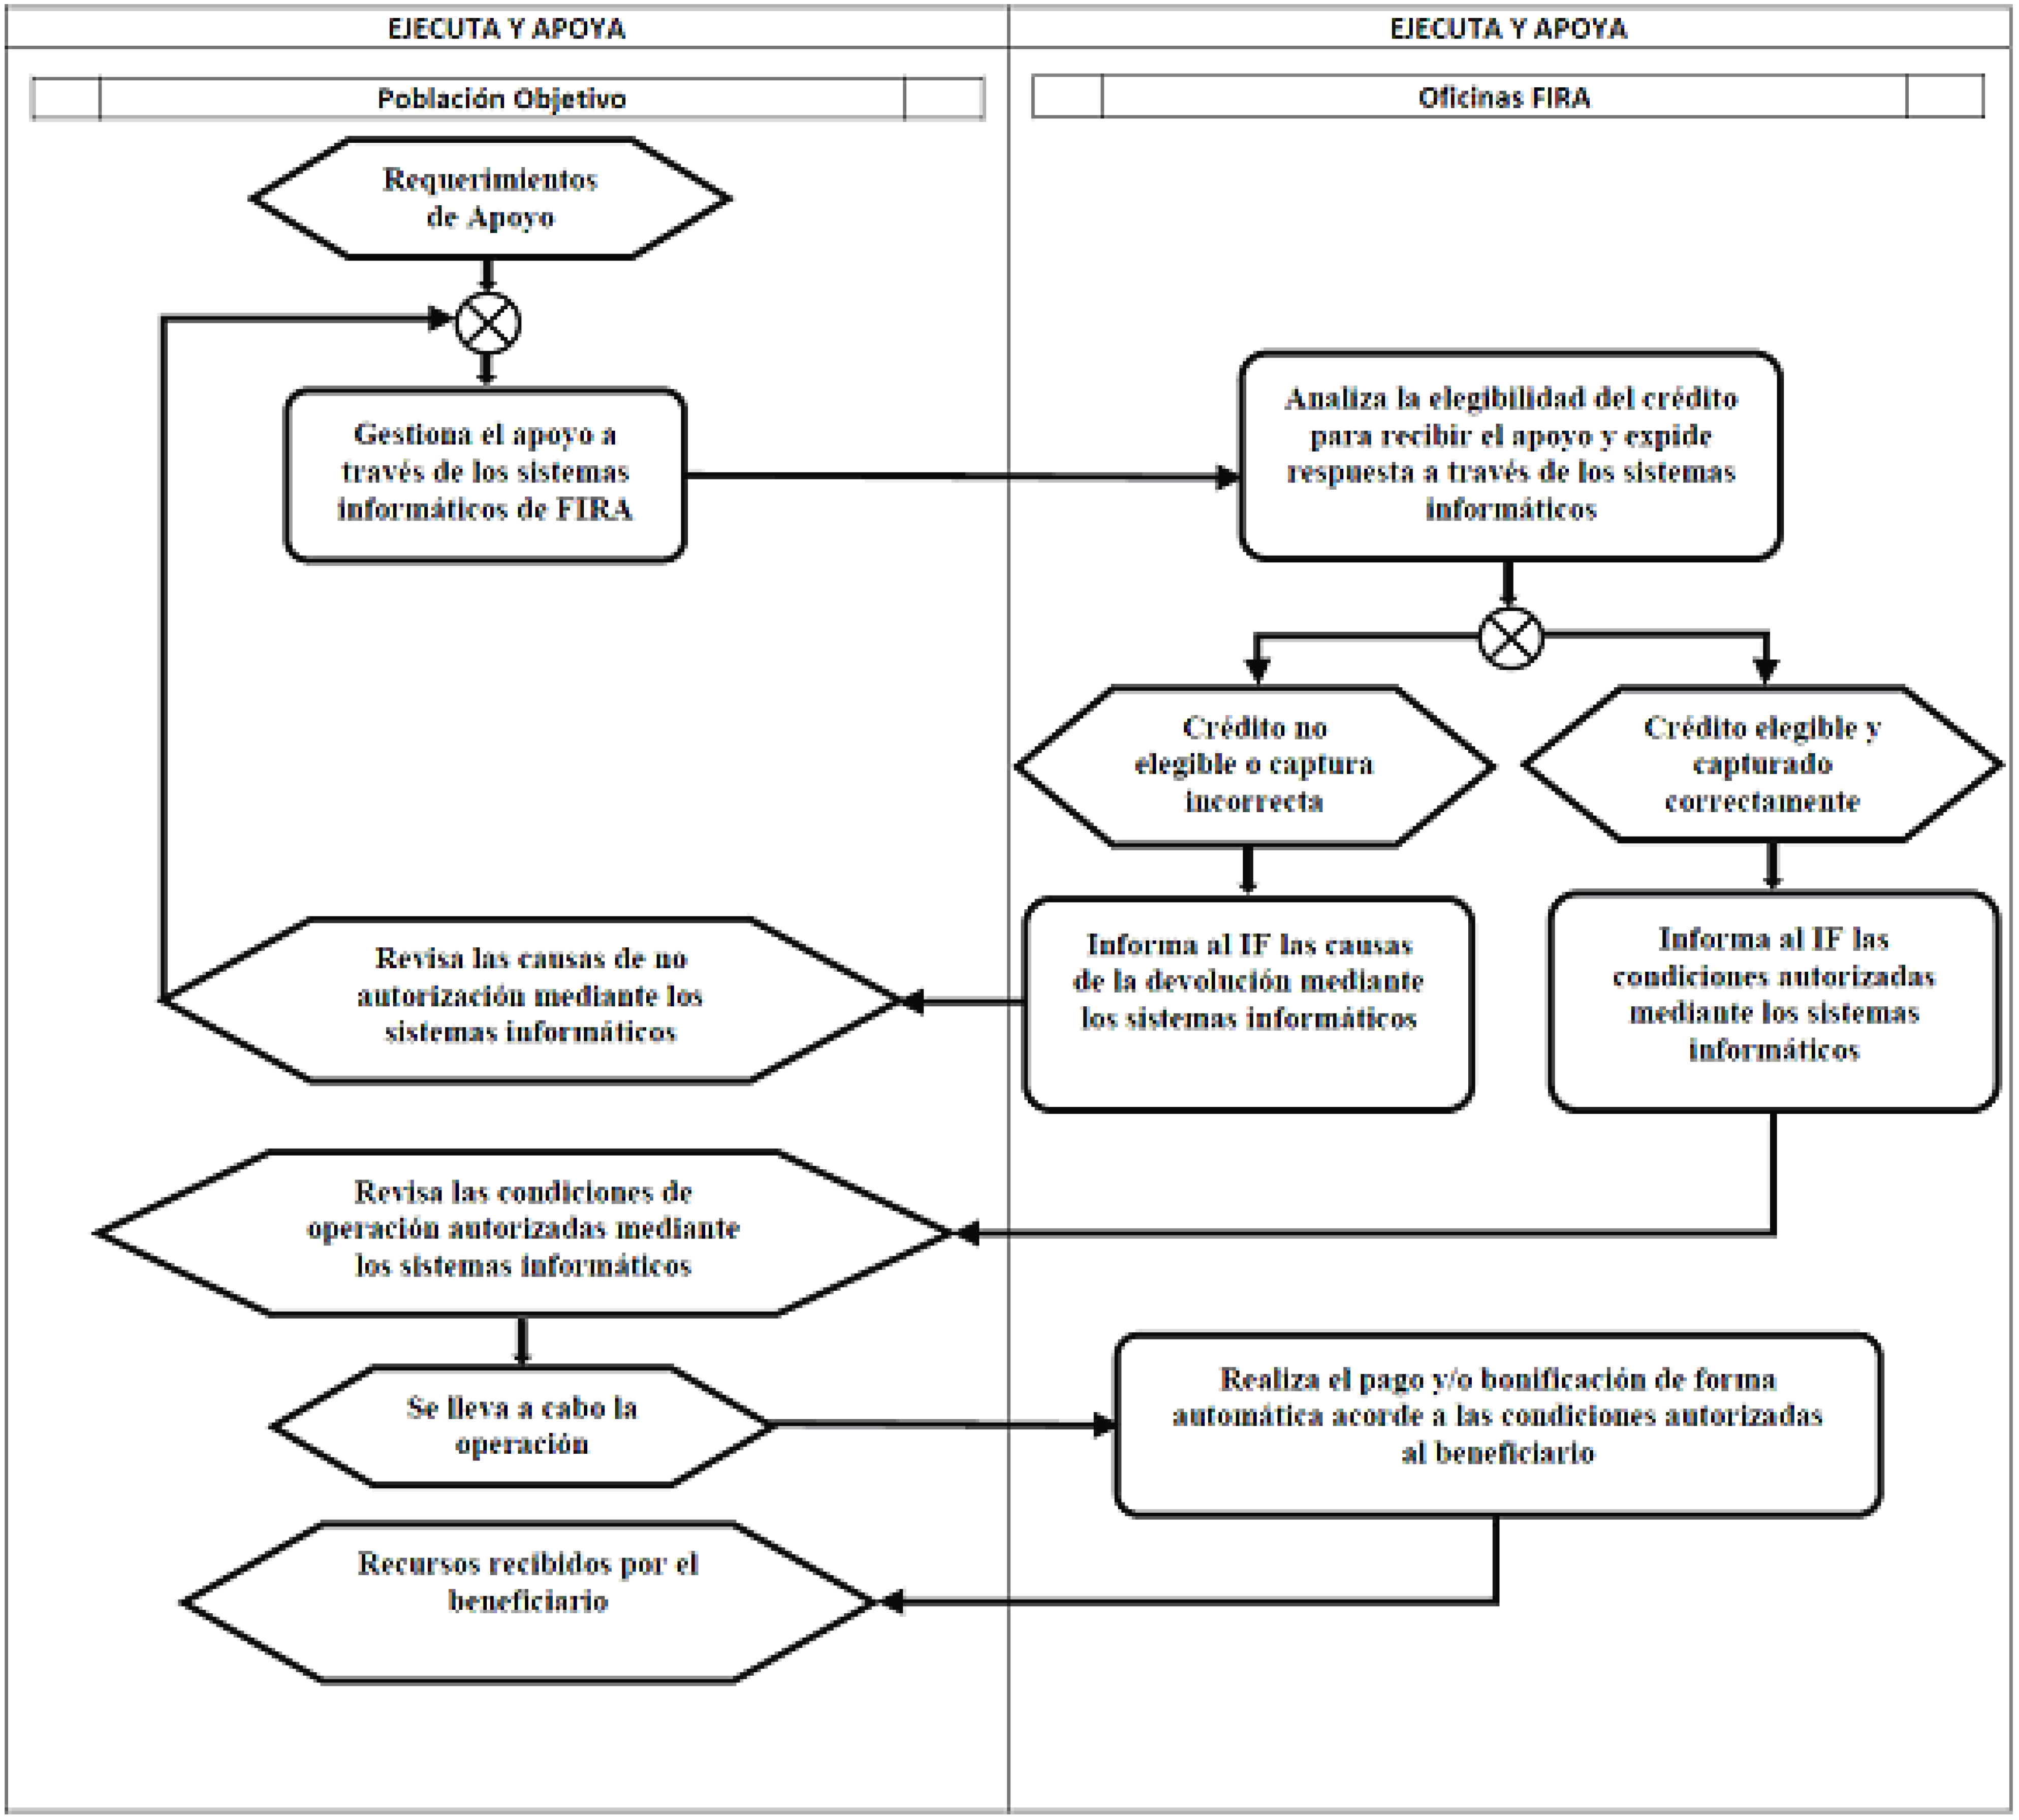 EJECUTA Y APOYA
EJECUTA Y APOYA
Población Objetivo
Oficinas FIRA
Requerimientos
de Apoyo
Gestiona el apoyo a
través de los sistemas
informáticos de FIRA
Analiza la elegibilidad del crédito
para recibir el apoyo y expide
respuesta a través de los sistemas
informáticos
Crédito no
elegible o captura
incorrecta
Crédito elegible y
capturado
correctamente
Informa al IF las causas
de la devolución mediante
los sistemas informáticos
Informa al IF las
condiciones autorizadas
mediante los sistemas
informáticos
Revisa las causas de no
autorización mediante los
sistemas informáticos
Revisa las condiciones de
operación autorizadas mediante
los sistemas informáticos
Se lleva a cabo la
operación
Realiza el pago y/o bonificación de forma
automática acorde a las condiciones autorizadas
al beneficiario
Recursos recibidos por el
beneficiario